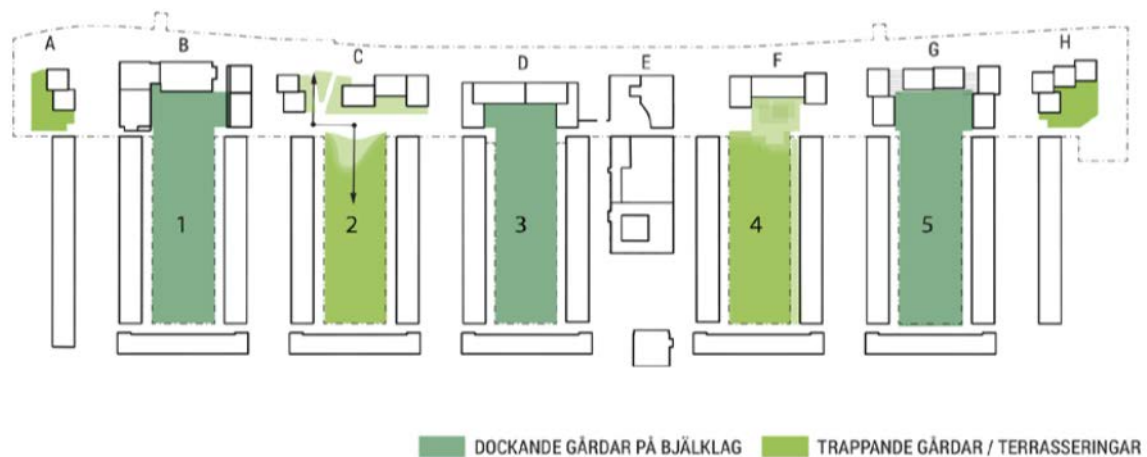 A
B
C
D
E
F
G
H
1
2
3
4
5
DOCKANDE GÅRDAR PÅ BJÄLKLAG
TRAPPANDE GÅRDAR / TERRASSERINGAR